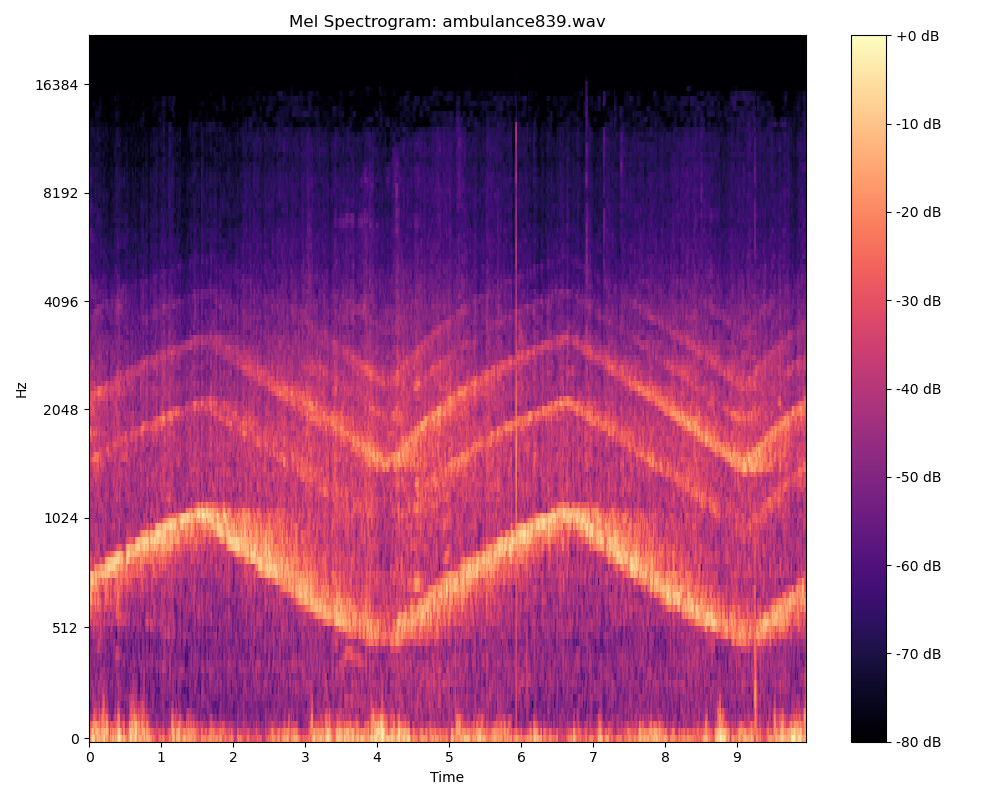 Mel Spectrogram: ambulance839.wav
+0 dB
16384
-10 dB
8192
-20 dB
4096
-30 dB
Hz
2048
-40 dB
1024
-50 dB
512
-60 dB
-70 dB
0
-80 dB
0 1 2 3 4 5 6 7 8 9
Time